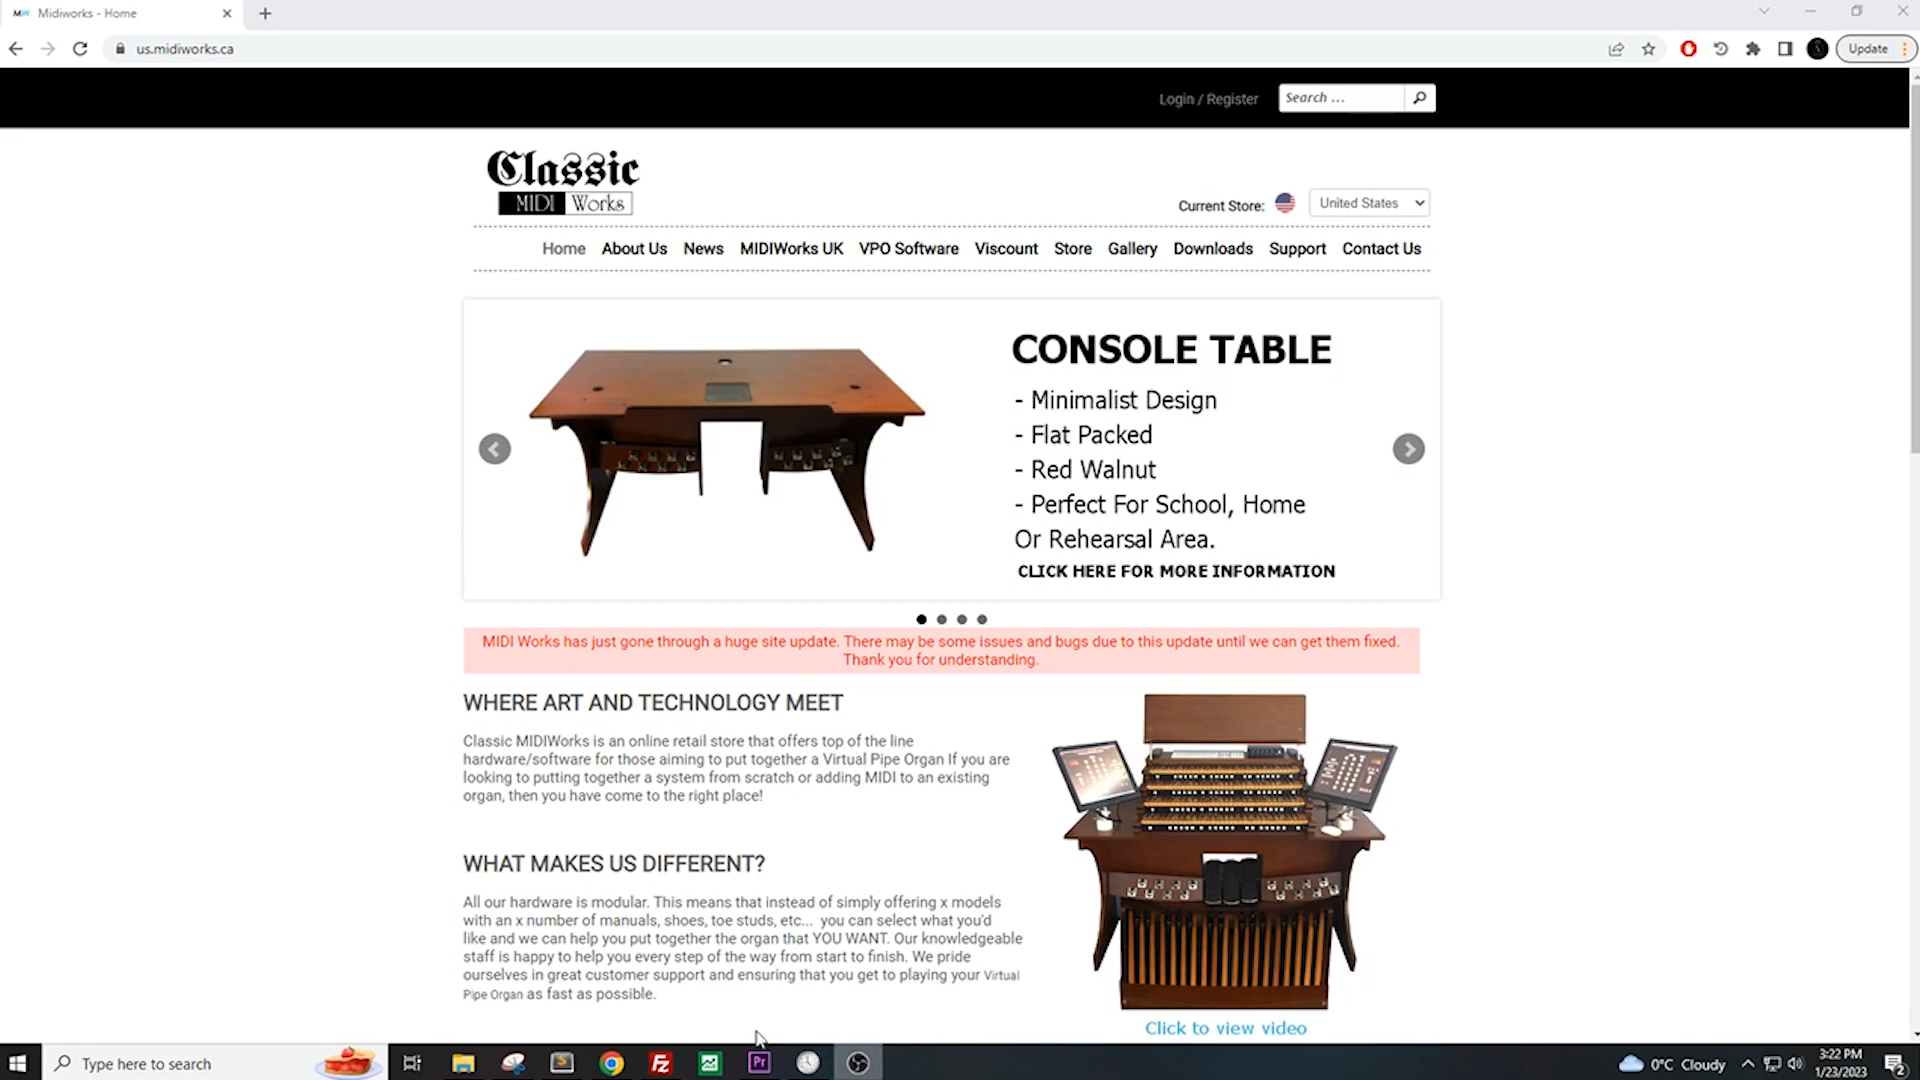 MW Midiworks - Home
us.midiworks.ca
Update
Login / Register
Search ...
Classic
MIDI Works
Current Store:
United States
Home About Us News MIDIWorks UK VPO Software Viscount Store Gallery Downloads Support Contact Us
CONSOLE TABLE
- Minimalist Design
- Flat Packed
- Red Walnut
- Perfect For School, Home
Or Rehearsal Area.
CLICK HERE FOR MORE INFORMATION
MIDI Works has just gone through a huge site update. There may be some issues and bugs due to this update until we can get them fixed.
Thank you for understanding.
WHERE ART AND TECHNOLOGY MEET
Classic MIDIWorks is an online retail store that offers top of the line
hardware/software for those aiming to put together a Virtual Pipe Organ If you are
looking to putting together a system from scratch or adding MIDI to an existing
organ, then you have come to the right place!
WHAT MAKES US DIFFERENT?
All our hardware is modular. This means that instead of simply offering x models
with an x number of manuals, shoes, toe studs, etc... you can select what you'd
like and we can help you put together the organ that YOU WANT. Our knowledgeable
staff is happy to help you every step of the way from start to finish. We pride
ourselves in great customer support and ensuring that you get to playing your Virtual
Pipe Organ as fast as possible.
Click to view video
Type here to search
Fz
Pr
0°C Cloudy
3:22 PM
1/23/2023
2